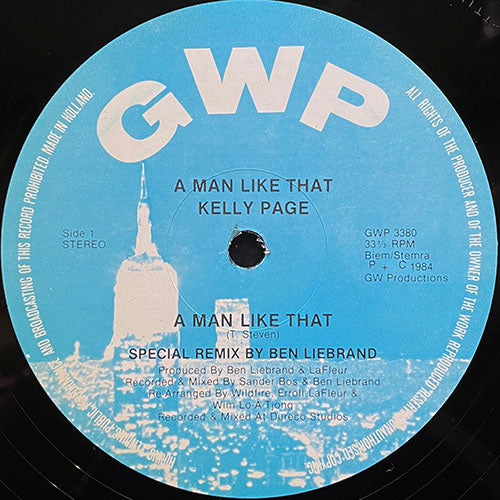 GWP
A MAN LIKE THAT
KELLY PAGE
Side 1
STEREO
GWP 3380
33⅓ RPM
Biem/Stemra
P + C 1984
GW Productions
A MAN LIKE THAT
(T. Steven)
SPECIAL REMIX BY BEN LIEBRAND
Produced By Ben Liebrand & LaFleur
Recorded & Mixed By Sander Bos & Ben Liebrand
Re-Arranged By Wildfire, Erroll LaFleur &
Wim Lo-A-Tjong
Recorded & Mixed At Dureco Studios
ALL RIGHTS OF THE PRODUCER AND OF THE OWNER OF THE WORK REPRODUCED RESERVED UNAUTHORISED COPYING, PUBLIC
AND BROADCASTING OF THIS RECORD PROHIBITED MADE IN HOLLAND.